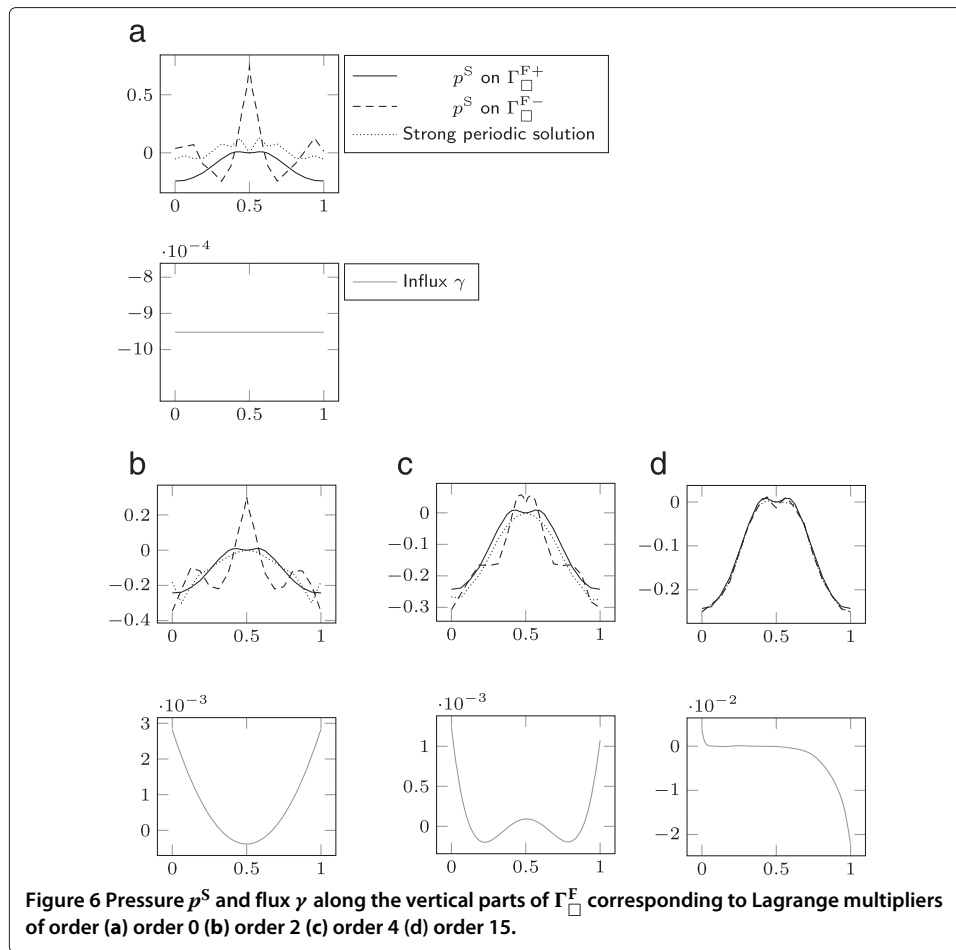 a
0.5
0
0 0.5 1
p^S on Γ_□^{F+}
p^S on Γ_□^{F−}
Strong periodic solution
·10^{−4}
−8
−9
−10
0 0.5 1
Influx γ
b
0.2
0
−0.2
−0.4
0 0.5 1
c
0
−0.1
−0.2
−0.3
0 0.5 1
d
0
−0.1
−0.2
0 0.5 1
·10^{−3}
3
2
1
0
0 0.5 1
·10^{−3}
1
0
0 0.5 1
·10^{−2}
0
−1
−2
0 0.5 1
Figure 6 Pressure p^S and flux γ along the vertical parts of Γ_□^F corresponding to Lagrange multipliers
of order (a) order 0 (b) order 2 (c) order 4 (d) order 15.